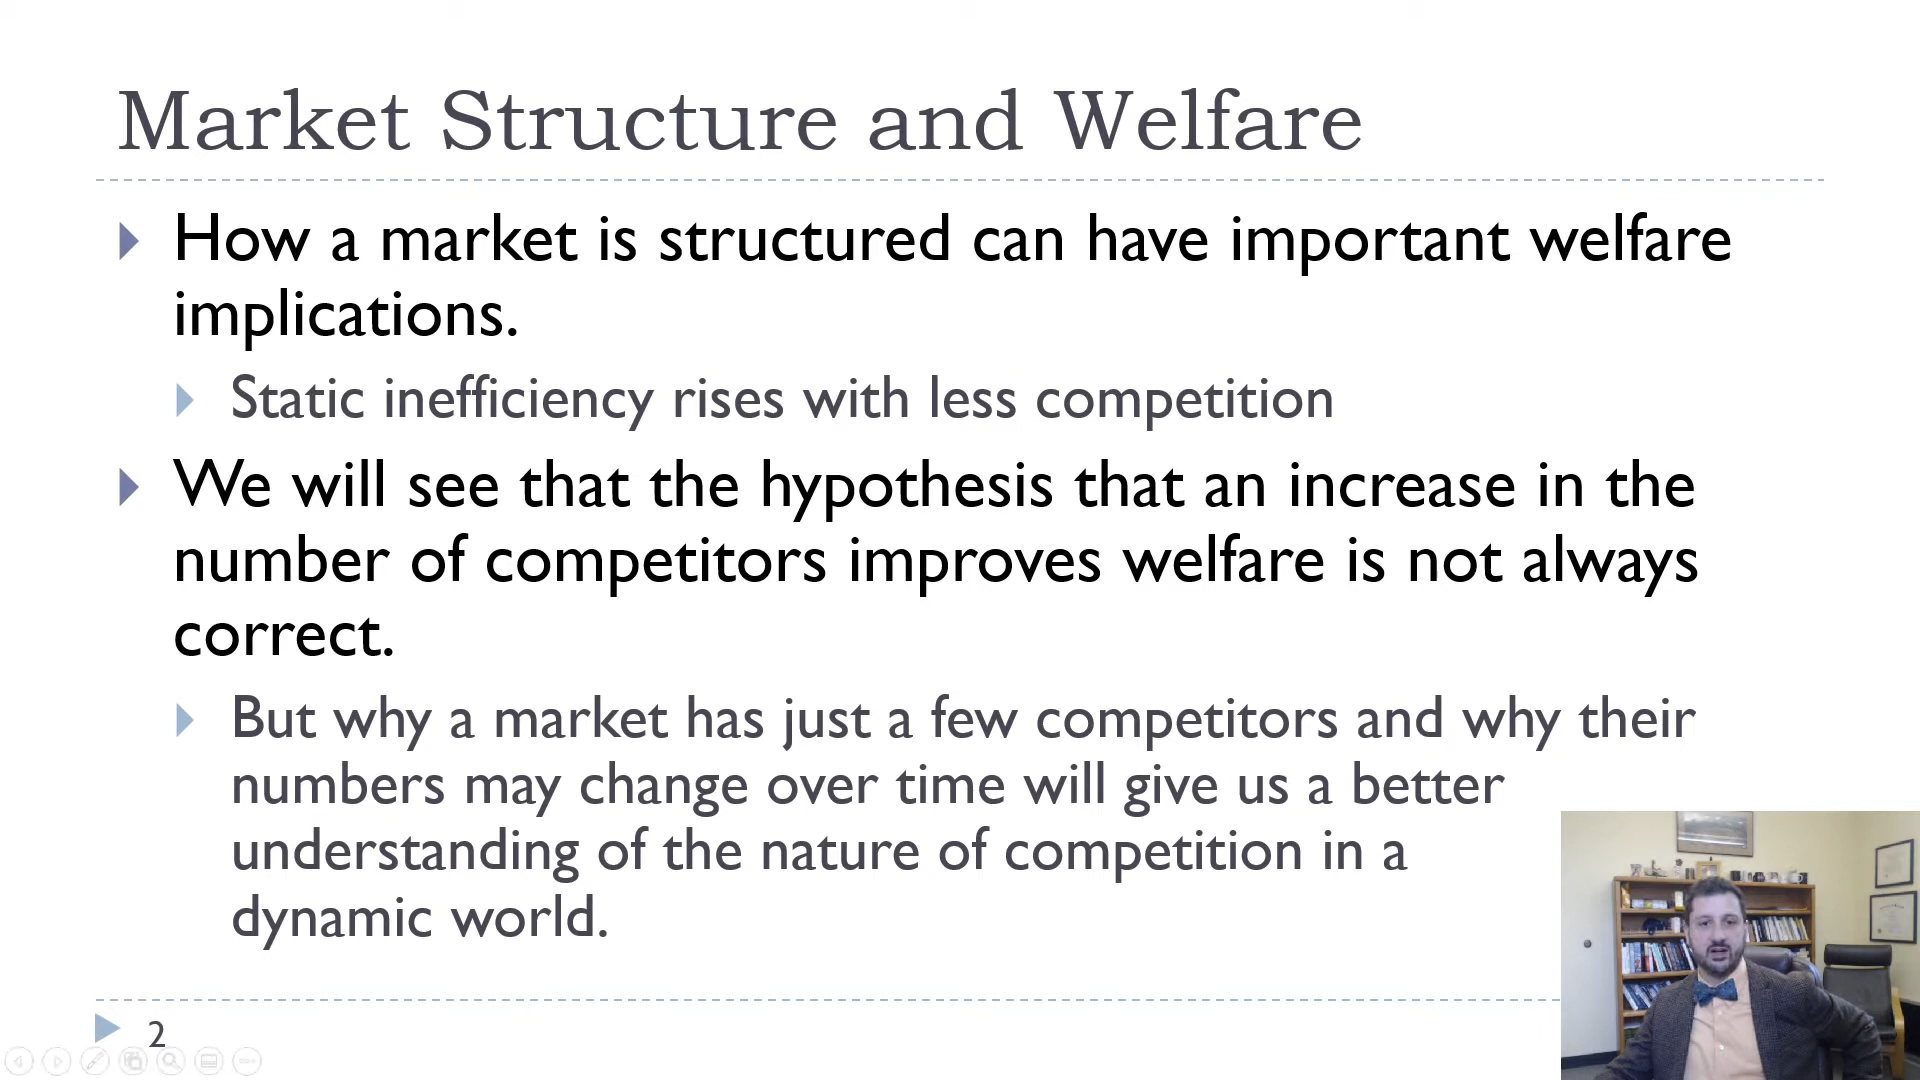 Market Structure and Welfare
How a market is structured can have important welfare
implications.
Static inefficiency rises with less competition
We will see that the hypothesis that an increase in the
number of competitors improves welfare is not always
correct.
But why a market has just a few competitors and why their
numbers may change over time will give us a better
understanding of the nature of competition in a
dynamic world.
2